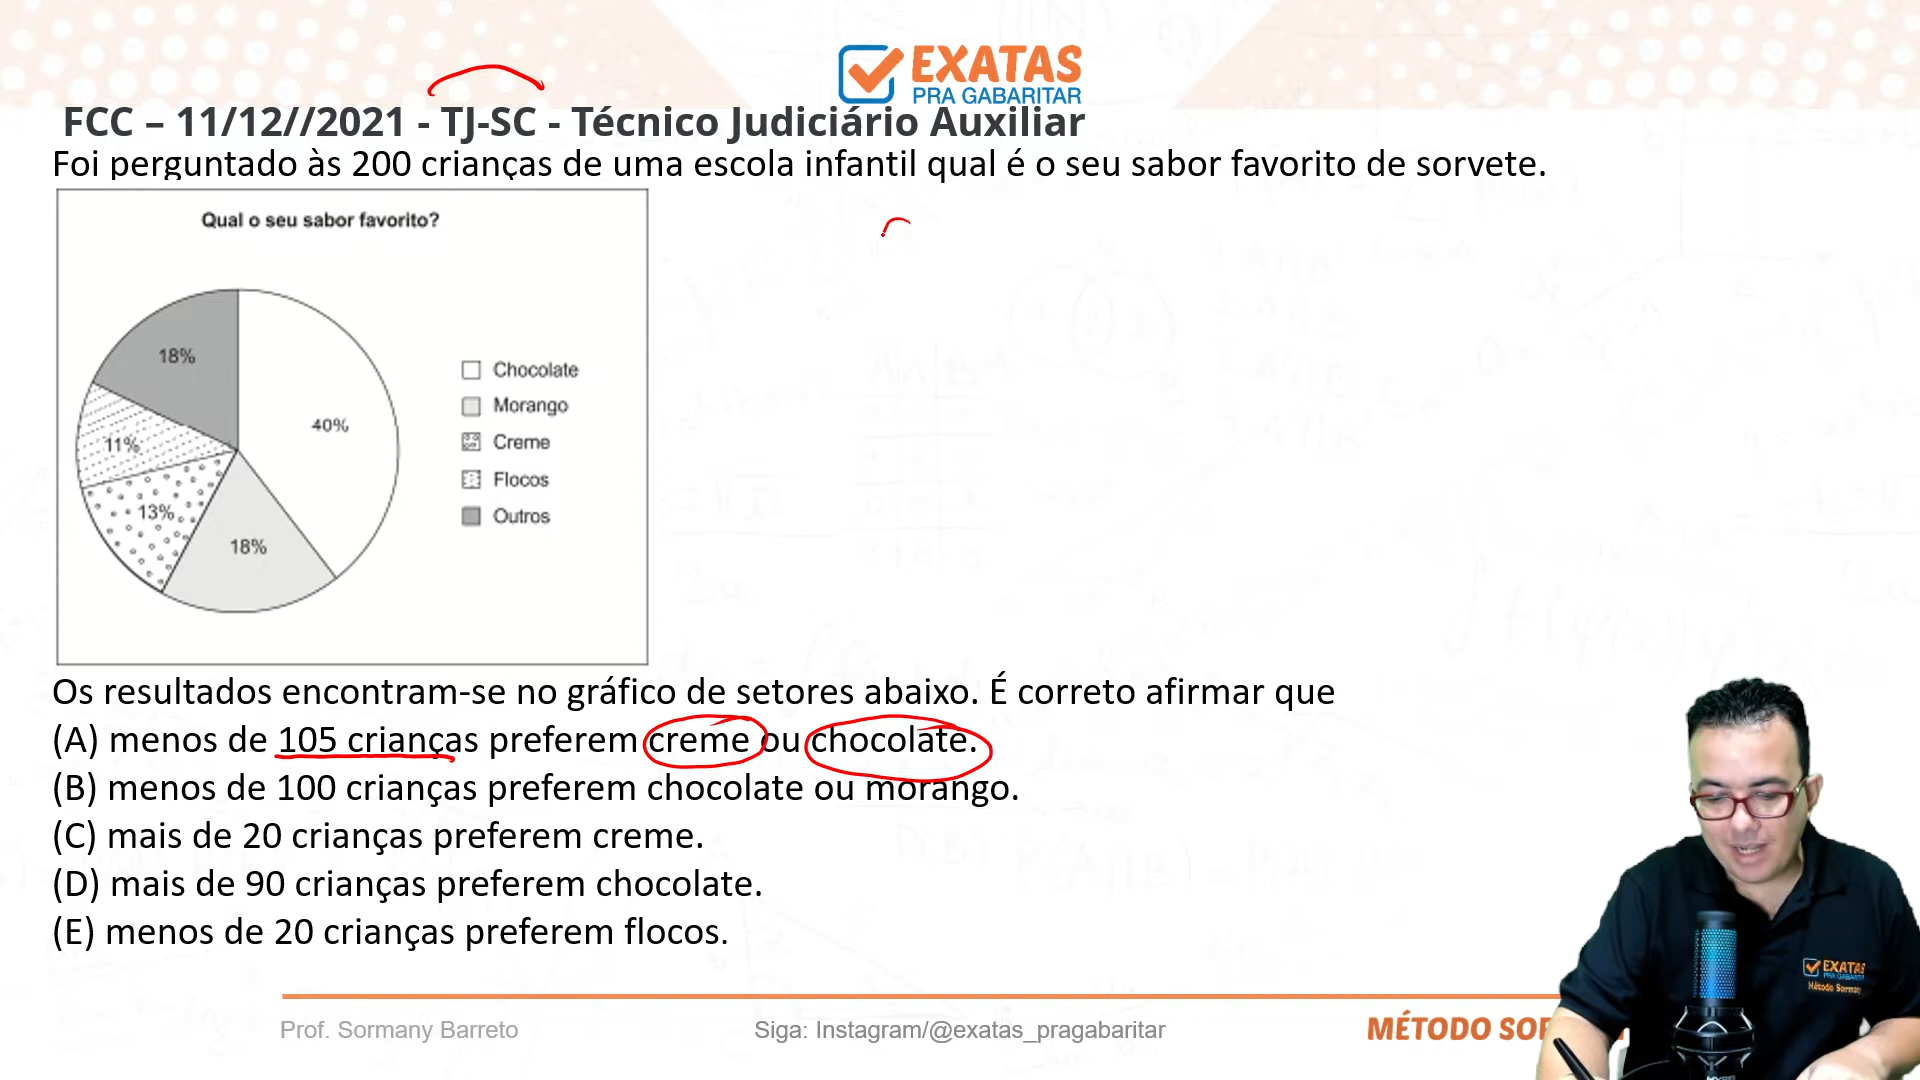 EXATAS
PRA GABARITAR
FCC – 11/12//2021 - TJ-SC - Técnico Judiciário Auxiliar
Foi perguntado às 200 crianças de uma escola infantil qual é o seu sabor favorito de sorvete.
Qual o seu sabor favorito?
18%
40%
11%
13%
18%
Chocolate
Morango
Creme
Flocos
Outros
Os resultados encontram-se no gráfico de setores abaixo. É correto afirmar que
(A) menos de 105 crianças preferem creme ou chocolate.
(B) menos de 100 crianças preferem chocolate ou morango.
(C) mais de 20 crianças preferem creme.
(D) mais de 90 crianças preferem chocolate.
(E) menos de 20 crianças preferem flocos.
EXATAS
PRA GABARITAR
Método Sormany
Prof. Sormany Barreto
Siga: Instagram/@exatas_pragabaritar
MÉTODO SOR